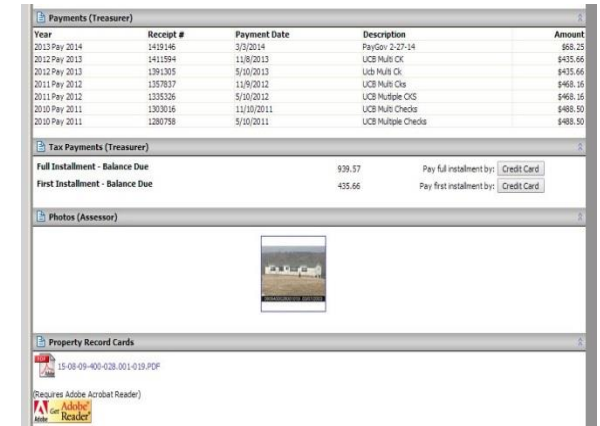 Payments (Treasurer)
Year Receipt # Payment Date Description Amount
2013 Pay 2014 1419146 3/3/2014 PayGov 2-27-14 $68.25
2012 Pay 2013 1411594 11/8/2013 UCB Multi CK $435.66
2012 Pay 2013 1391305 5/10/2013 Ucb Multi Ck $435.66
2011 Pay 2012 1357837 11/9/2012 UCB Multi Cks $468.16
2011 Pay 2012 1335326 5/10/2012 UCB Mutiple CKS $468.16
2010 Pay 2011 1303016 11/10/2011 UCB Multi Checks $488.50
2010 Pay 2011 1280758 5/10/2011 UCB Multiple Checks $488.50
Tax Payments (Treasurer)
Full Installment - Balance Due 939.57 Pay full instalment by: Credit Card
First Installment - Balance Due 435.66 Pay first instalment by: Credit Card
Photos (Assessor)
Property Record Cards
15-08-09-400-028.001-019.PDF
(Requires Adobe Acrobat Reader)
Adobe Get Adobe Reader